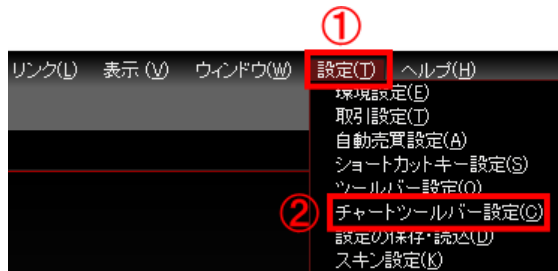 ①
リンク(L) 表示(V) ウィンドウ(W) 設定(T) ヘルプ(H)
環境設定(E)
取引設定(T)
自動売買設定(A)
ショートカットキー設定(S)
ツールバー設定(O)
② チャートツールバー設定(C)
設定の保存・読込(D)
スキン設定(K)